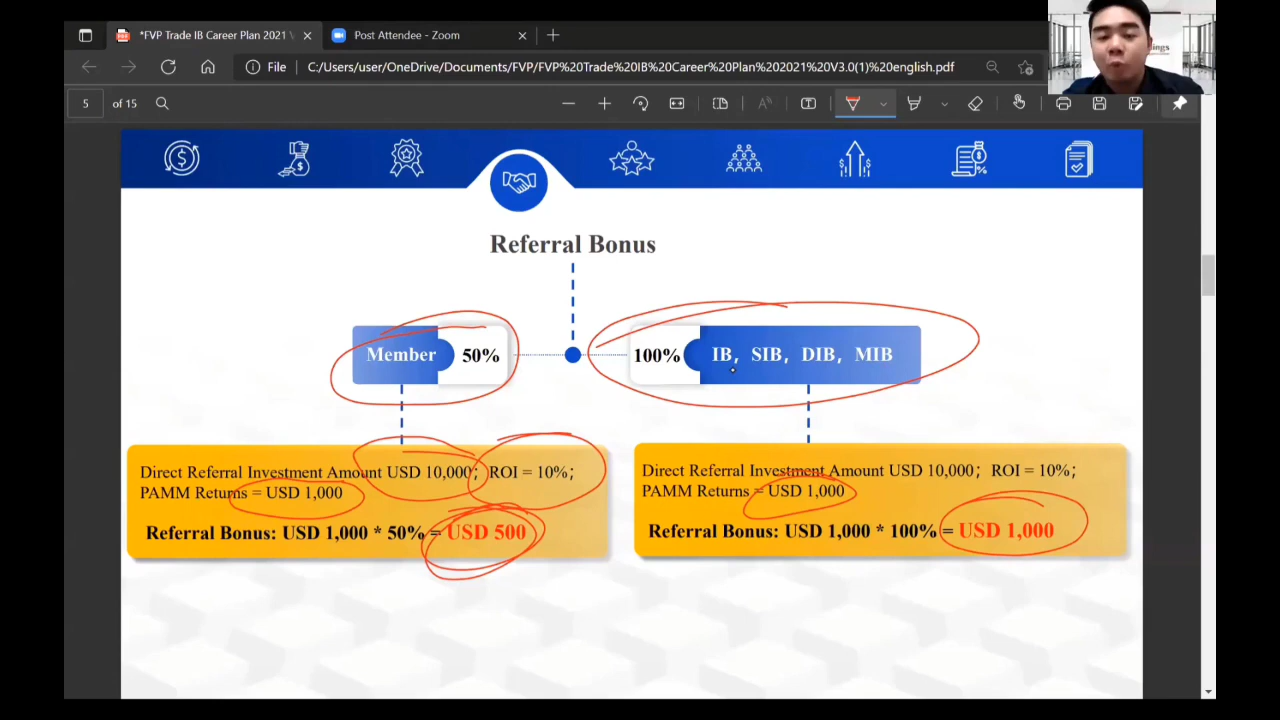 *FVP Trade IB Career Plan 2021 V
Post Attendee - Zoom
File
C:/Users/user/OneDrive/Documents/FVP/FVP%20Trade%20IB%20Career%20Plan%202021%20V3.0(1)%20english.pdf
5 of 15
Referral Bonus
Member 50%
100% IB, SIB, DIB, MIB
Direct Referral Investment Amount USD 10,000; ROI = 10%;
PAMM Returns = USD 1,000
Referral Bonus: USD 1,000 * 50% = USD 500
Direct Referral Investment Amount USD 10,000; ROI = 10%;
PAMM Returns = USD 1,000
Referral Bonus: USD 1,000 * 100% = USD 1,000